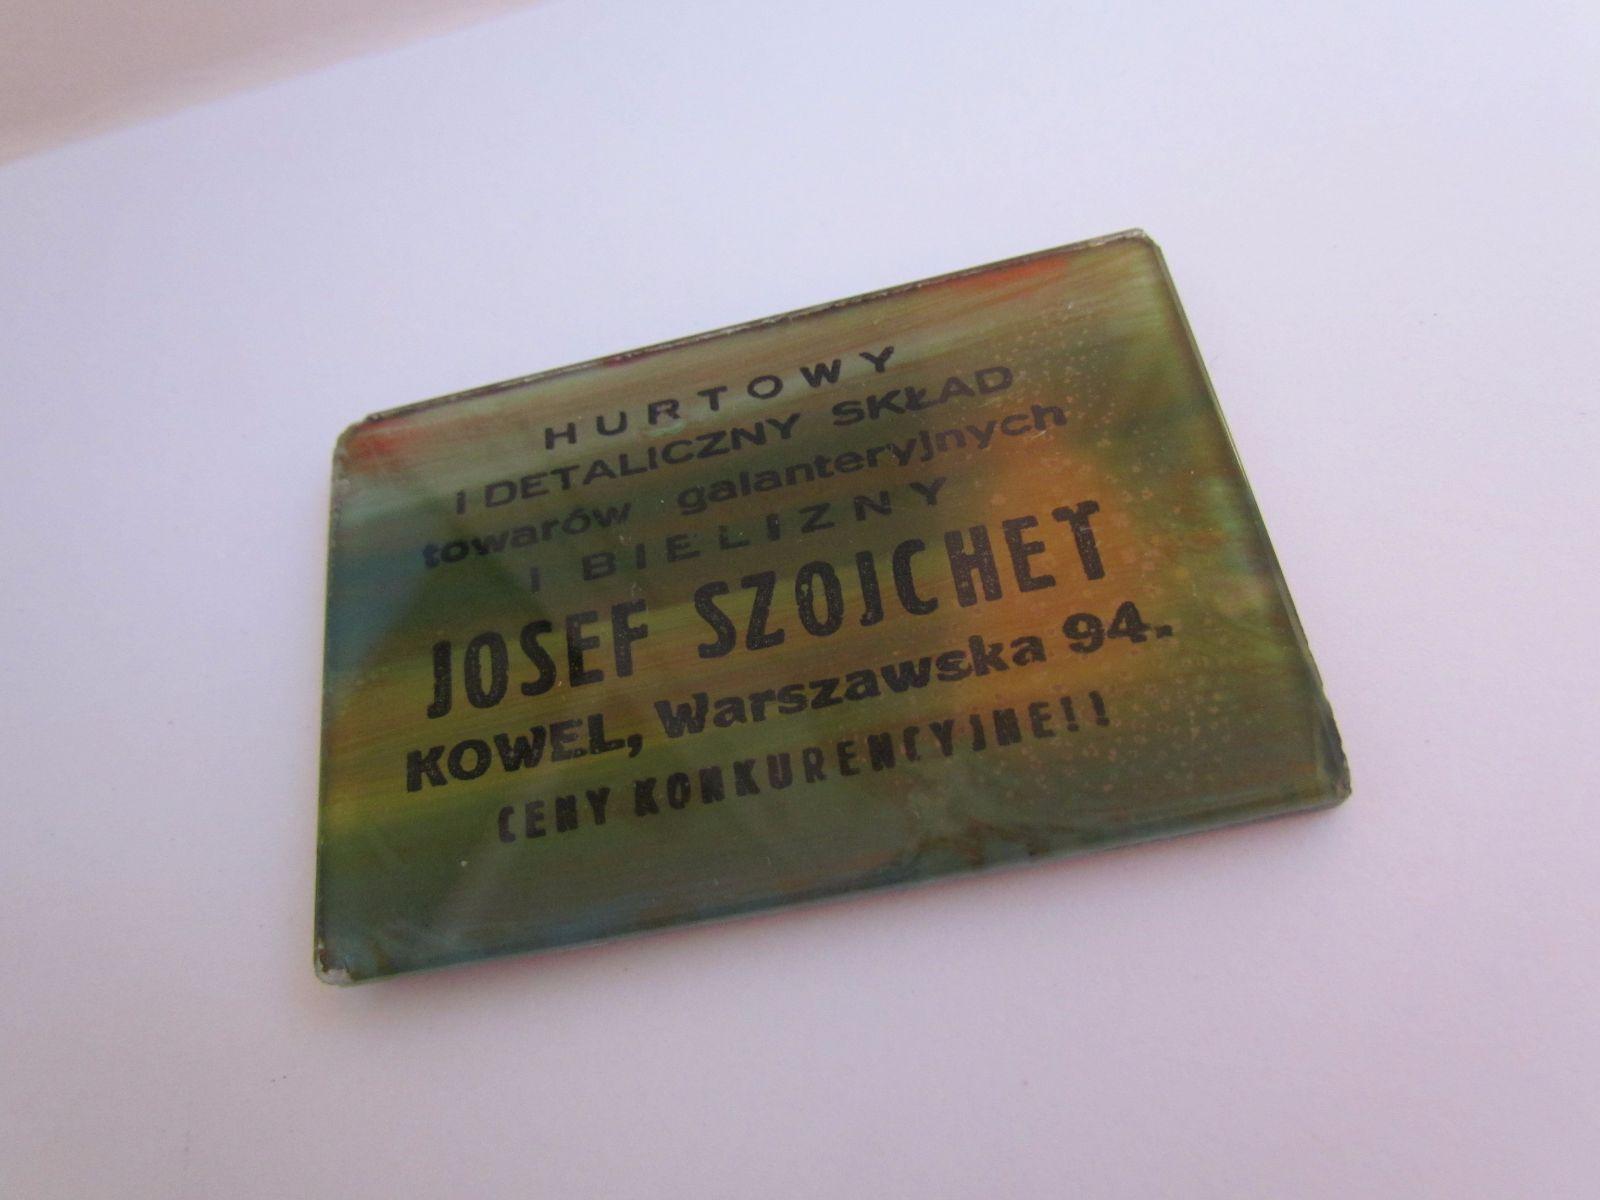 HURTOWY
i DETALICZNY SKŁAD
towarów galanteryjnych
I BIELIZNY
JOSEF SZOJCHET
KOWEL, Warszawska 94.
CENY KONKURENCYJNE!!